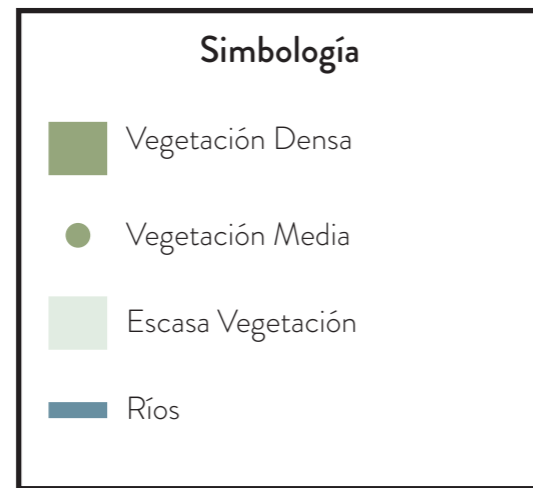 Simbología
Vegetación Densa
Vegetación Media
Escasa Vegetación
Ríos